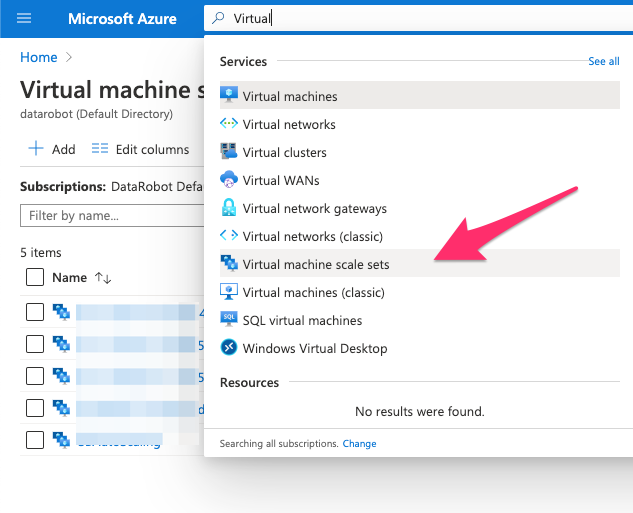 Microsoft Azure
Virtual
Home
Virtual machine s
datarobot (Default Directory)
Add
Edit columns
Subscriptions: DataRobot Defa
Filter by name...
5 items
Name ↑↓
4
5
5
d
Services
See all
Virtual machines
Virtual networks
Virtual clusters
Virtual WANs
Virtual network gateways
Virtual networks (classic)
Virtual machine scale sets
Virtual machines (classic)
SQL virtual machines
Windows Virtual Desktop
Resources
No results were found.
Searching all subscriptions. Change